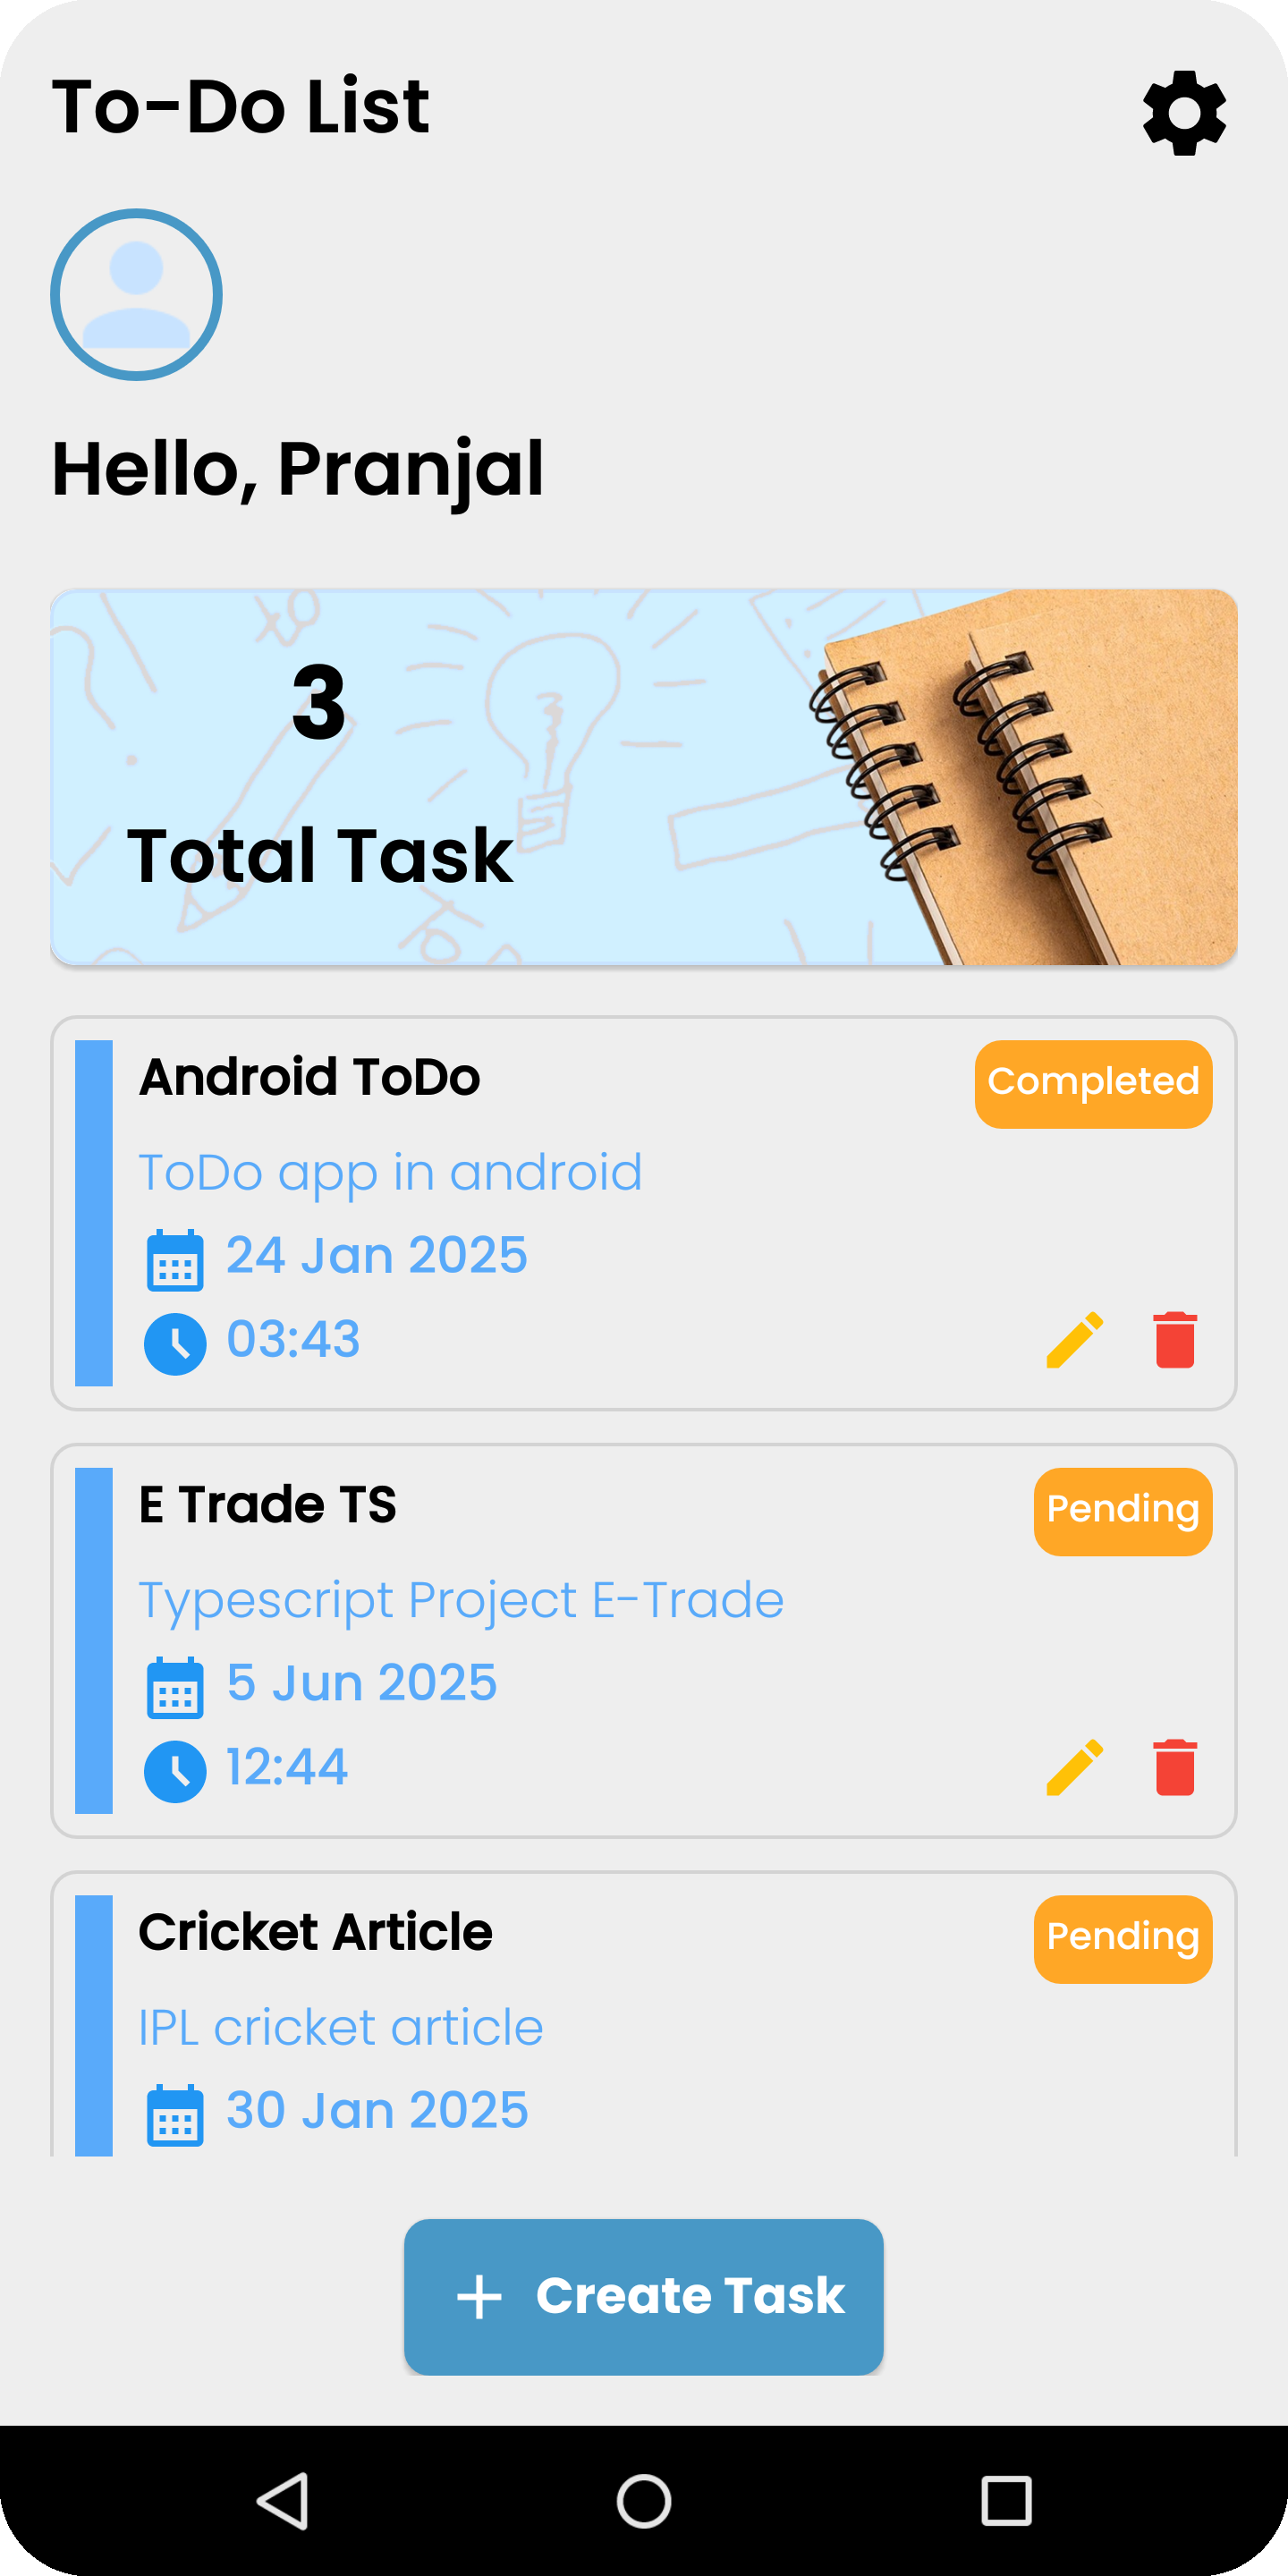 To-Do List
Hello, Pranjal
3
Total Task
Android ToDo
Completed
ToDo app in android
24 Jan 2025
03:43
E Trade TS
Pending
Typescript Project E-Trade
5 Jun 2025
12:44
Cricket Article
Pending
IPL cricket article
30 Jan 2025
+ Create Task